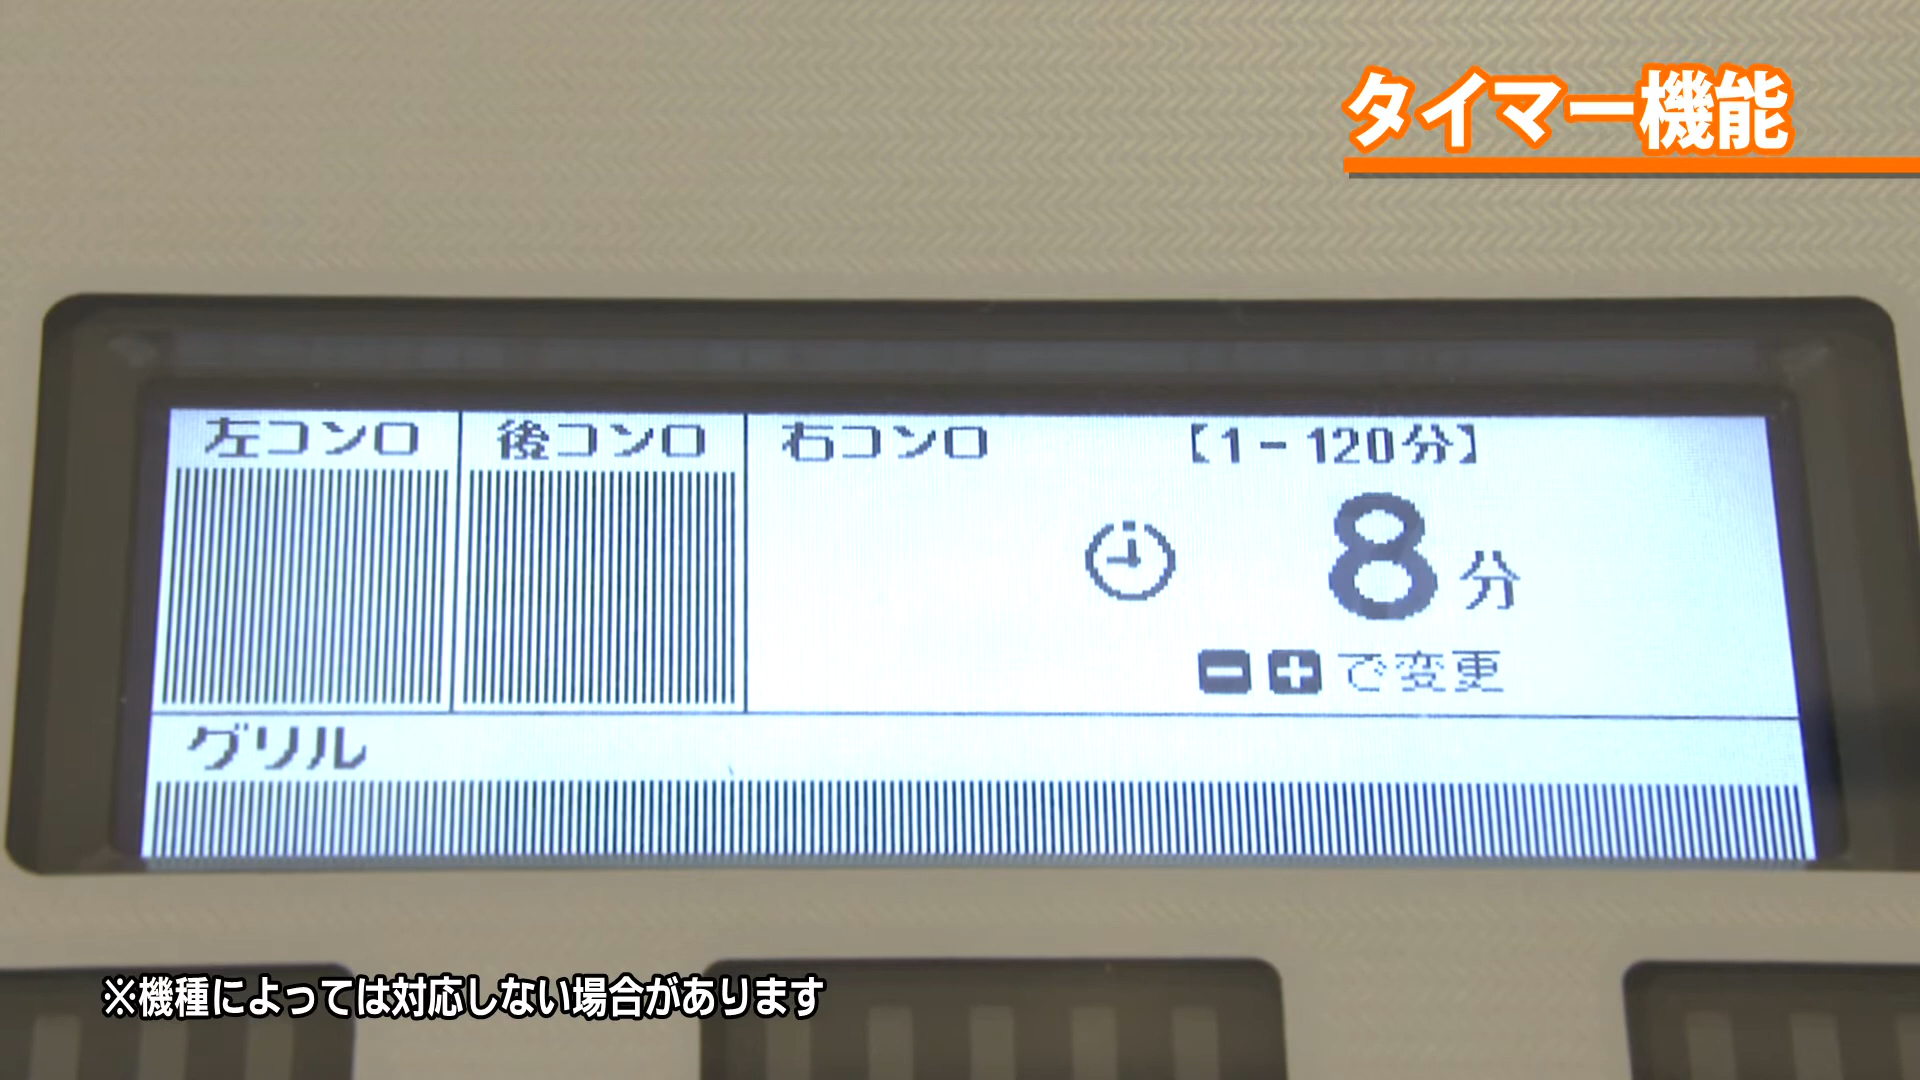 タイマー機能
左コンロ
後コンロ
右コンロ
【1-120分】
8分
−+で変更
グリル
※機種によっては対応しない場合があります